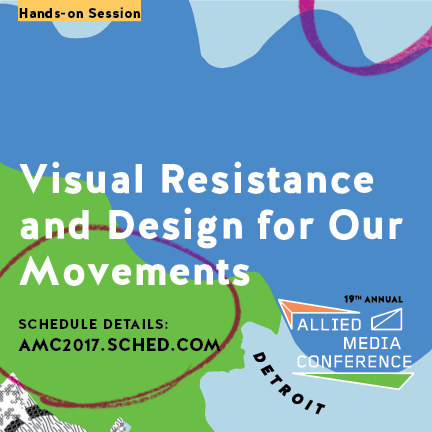 Hands-on Session
Visual Resistance
and Design for Our
Movements
SCHEDULE DETAILS:
AMC2017.SCHED.COM
19TH ANNUAL
ALLIED
MEDIA
CONFERENCE
DETROIT